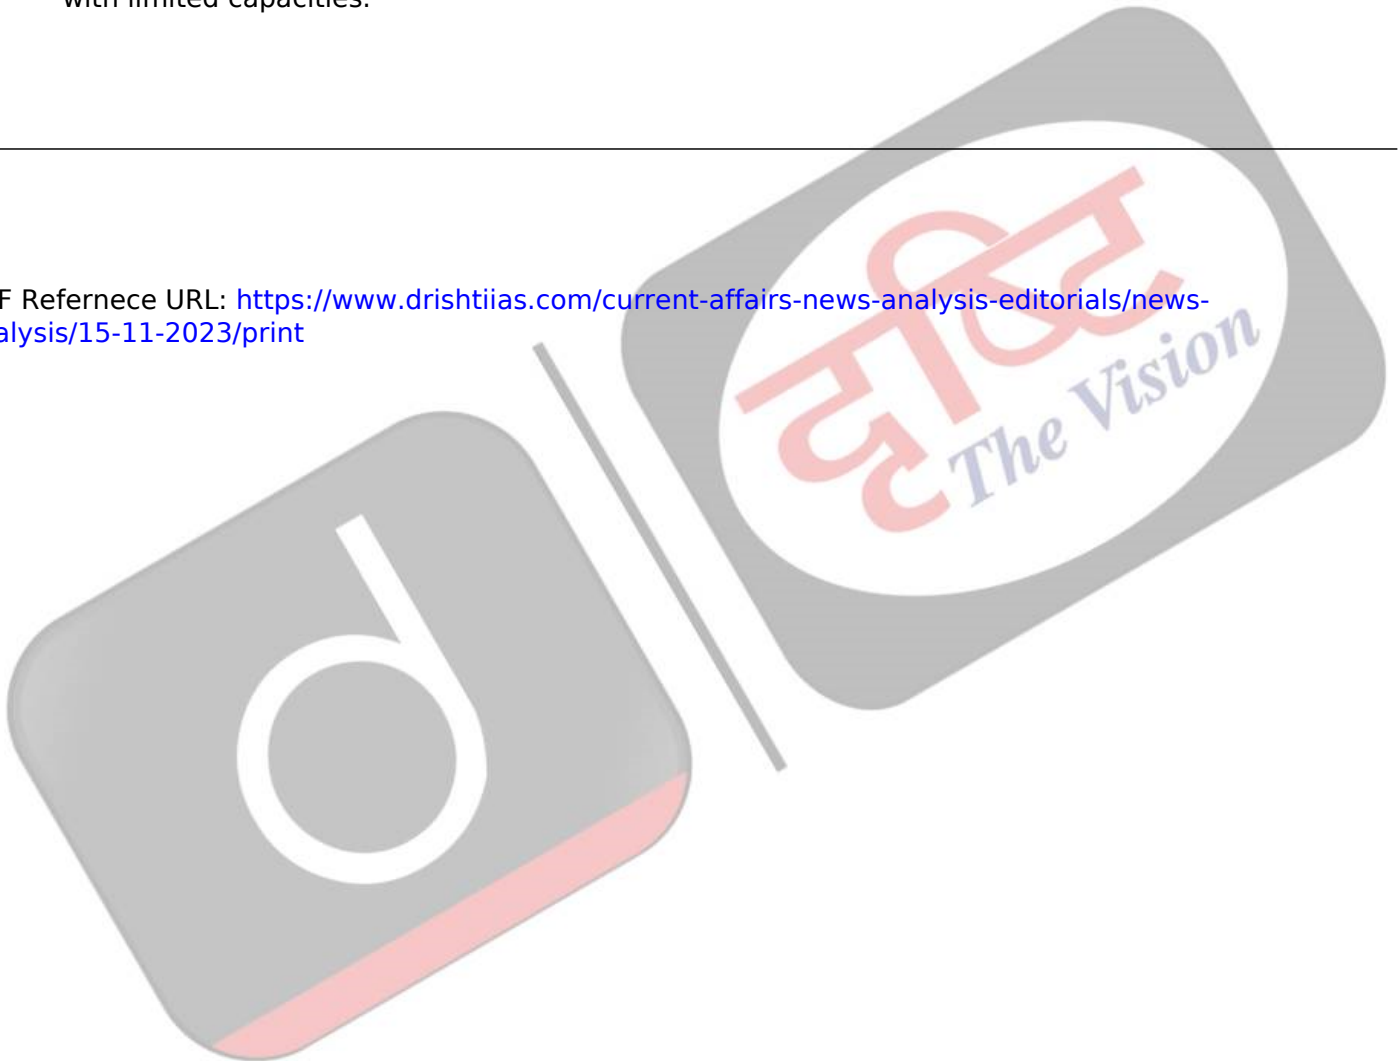 with limited capacities.
F Refernece URL: https://www.drishtiias.com/current-affairs-news-analysis-editorials/news-
alysis/15-11-2023/print
दृष्टि
The Vision
d